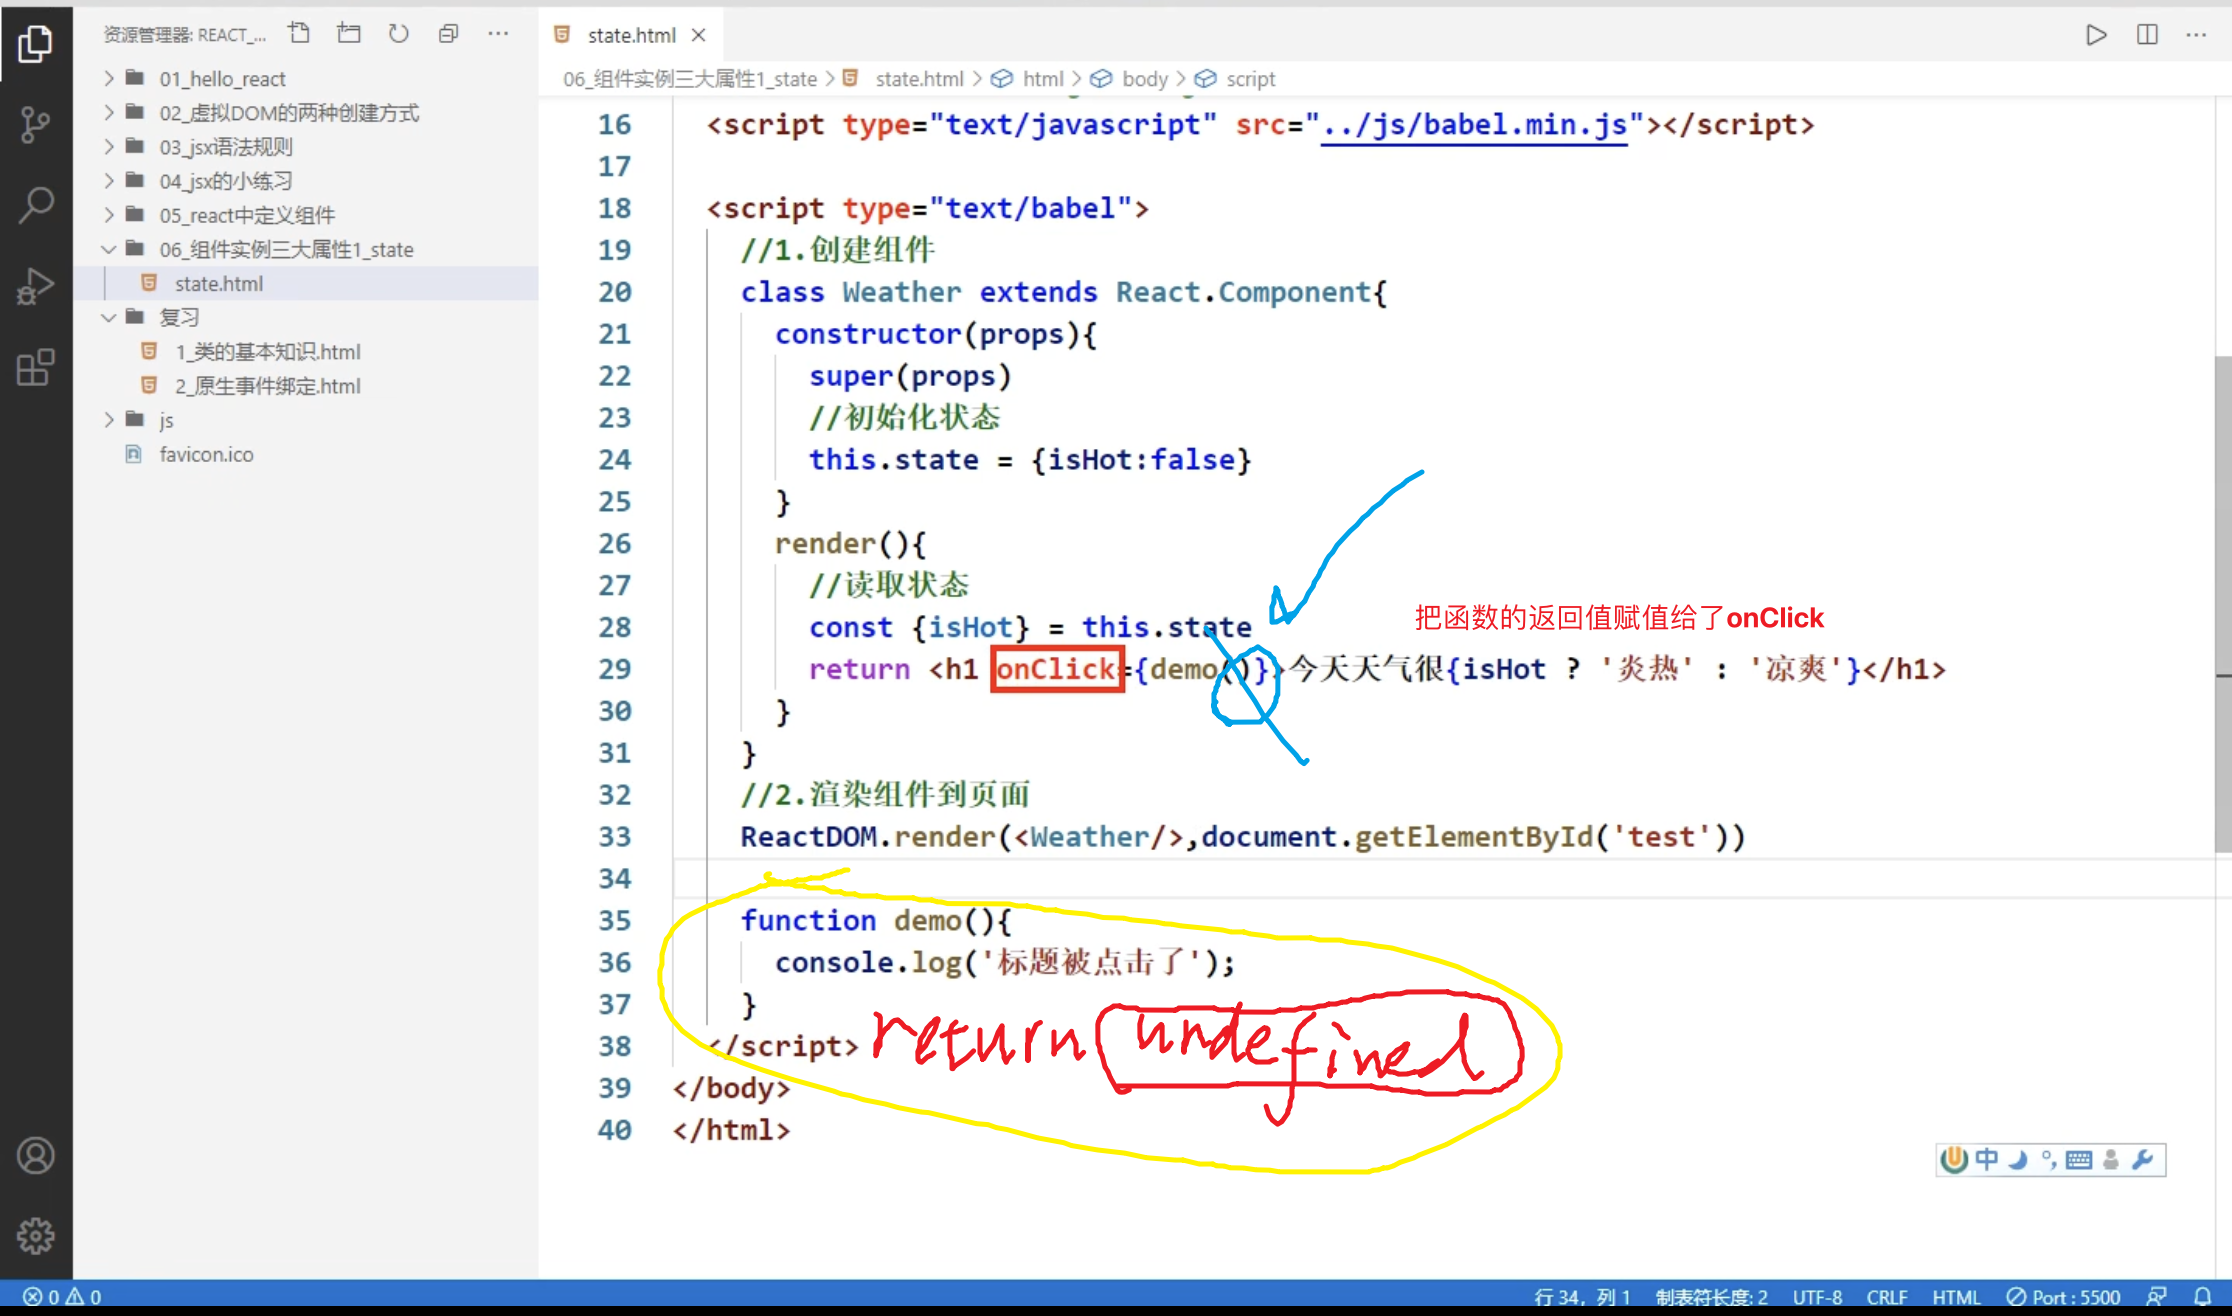 资源管理器: REACT_...
01_hello_react
02_虚拟DOM的两种创建方式
03_jsx语法规则
04_jsx的小练习
05_react中定义组件
06_组件实例三大属性1_state
state.html
复习
1_类的基本知识.html
2_原生事件绑定.html
js
favicon.ico
state.html
06_组件实例三大属性1_state > state.html > html > body > script
16 <script type="text/javascript" src="../js/babel.min.js"></script>
17
18 <script type="text/babel">
19 //1.创建组件
20 class Weather extends React.Component{
21 constructor(props){
22 super(props)
23 //初始化状态
24 this.state = {isHot:false}
25 }
26 render(){
27 //读取状态
28 const {isHot} = this.state
把函数的返回值赋值给了onClick
29 return <h1 onClick={demo()}>今天天气很{isHot ? '炎热' : '凉爽'}</h1>
30 }
31 }
32 //2.渲染组件到页面
33 ReactDOM.render(<Weather/>,document.getElementById('test'))
34
35 function demo(){
36 console.log('标题被点击了');
37 }
38 </script>
return undefined
39 </body>
40 </html>
中
0 0
行 34，列 1 制表符长度: 2 UTF-8 CRLF HTML Port : 5500